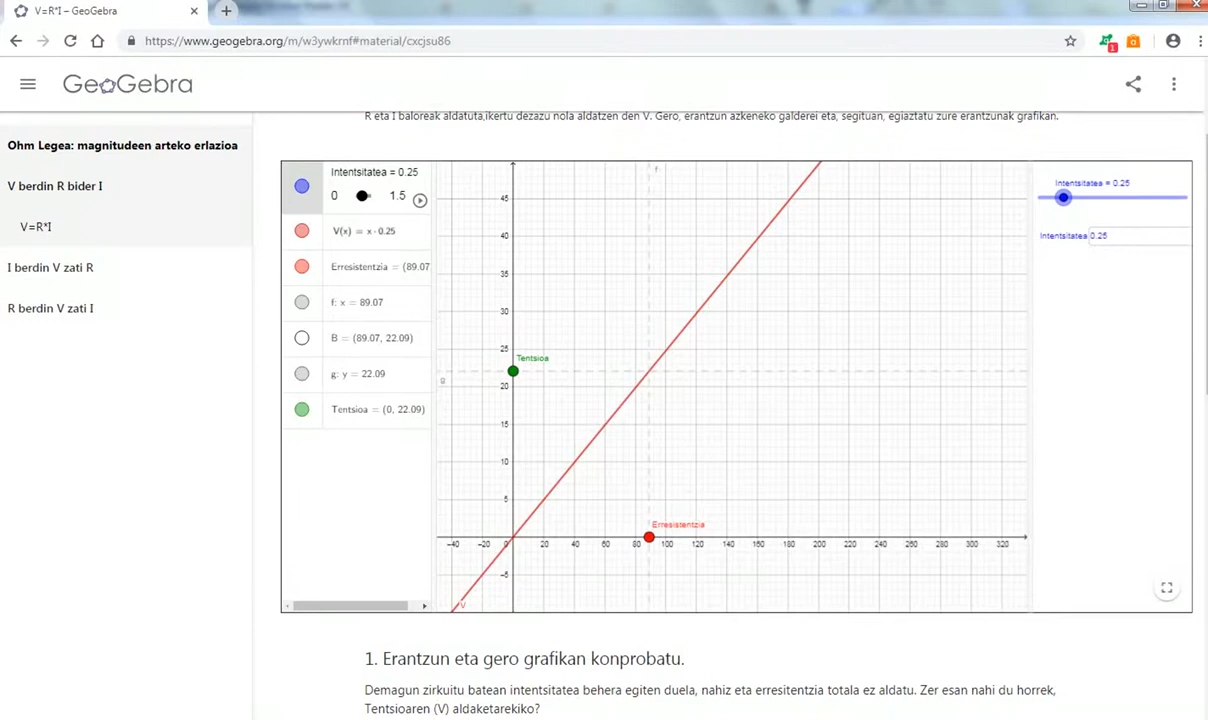 V=R*I – GeoGebra
https://www.geogebra.org/m/w3ywkrnf#material/cxcjsu86
1
a
GeoGebra
R eta I baloreak aldatuta,ikertu dezazu nola aldatzen den V. Gero, erantzun azkeneko galderei eta, segituan, egiaztatu zure erantzunak grafikan.
Ohm Legea: magnitudeen arteko erlazioa
V berdin R bider I
V=R*I
I berdin V zati R
R berdin V zati I
Intentsitatea = 0.25
0 1.5
V(x) = x · 0.25
Erresistentzia = (89.07
f: x = 89.07
B = (89.07, 22.09)
g: y = 22.09
Tentsioa = (0, 22.09)
f
45
40
35
30
25
Tentsioa
20
15
10
5
Erresistentzia
−40 −20 0 20 40 60 80 100 120 140 160 180 200 220 240 260 280 300 320
−5
V
Intentsitatea = 0.25
Intentsitatea 0.25
1. Erantzun eta gero grafikan konprobatu.
Demagun zirkuitu batean intentsitatea behera egiten duela, nahiz eta erresitentzia totala ez aldatu. Zer esan nahi du horrek,
Tentsioaren (V) aldaketarekiko?